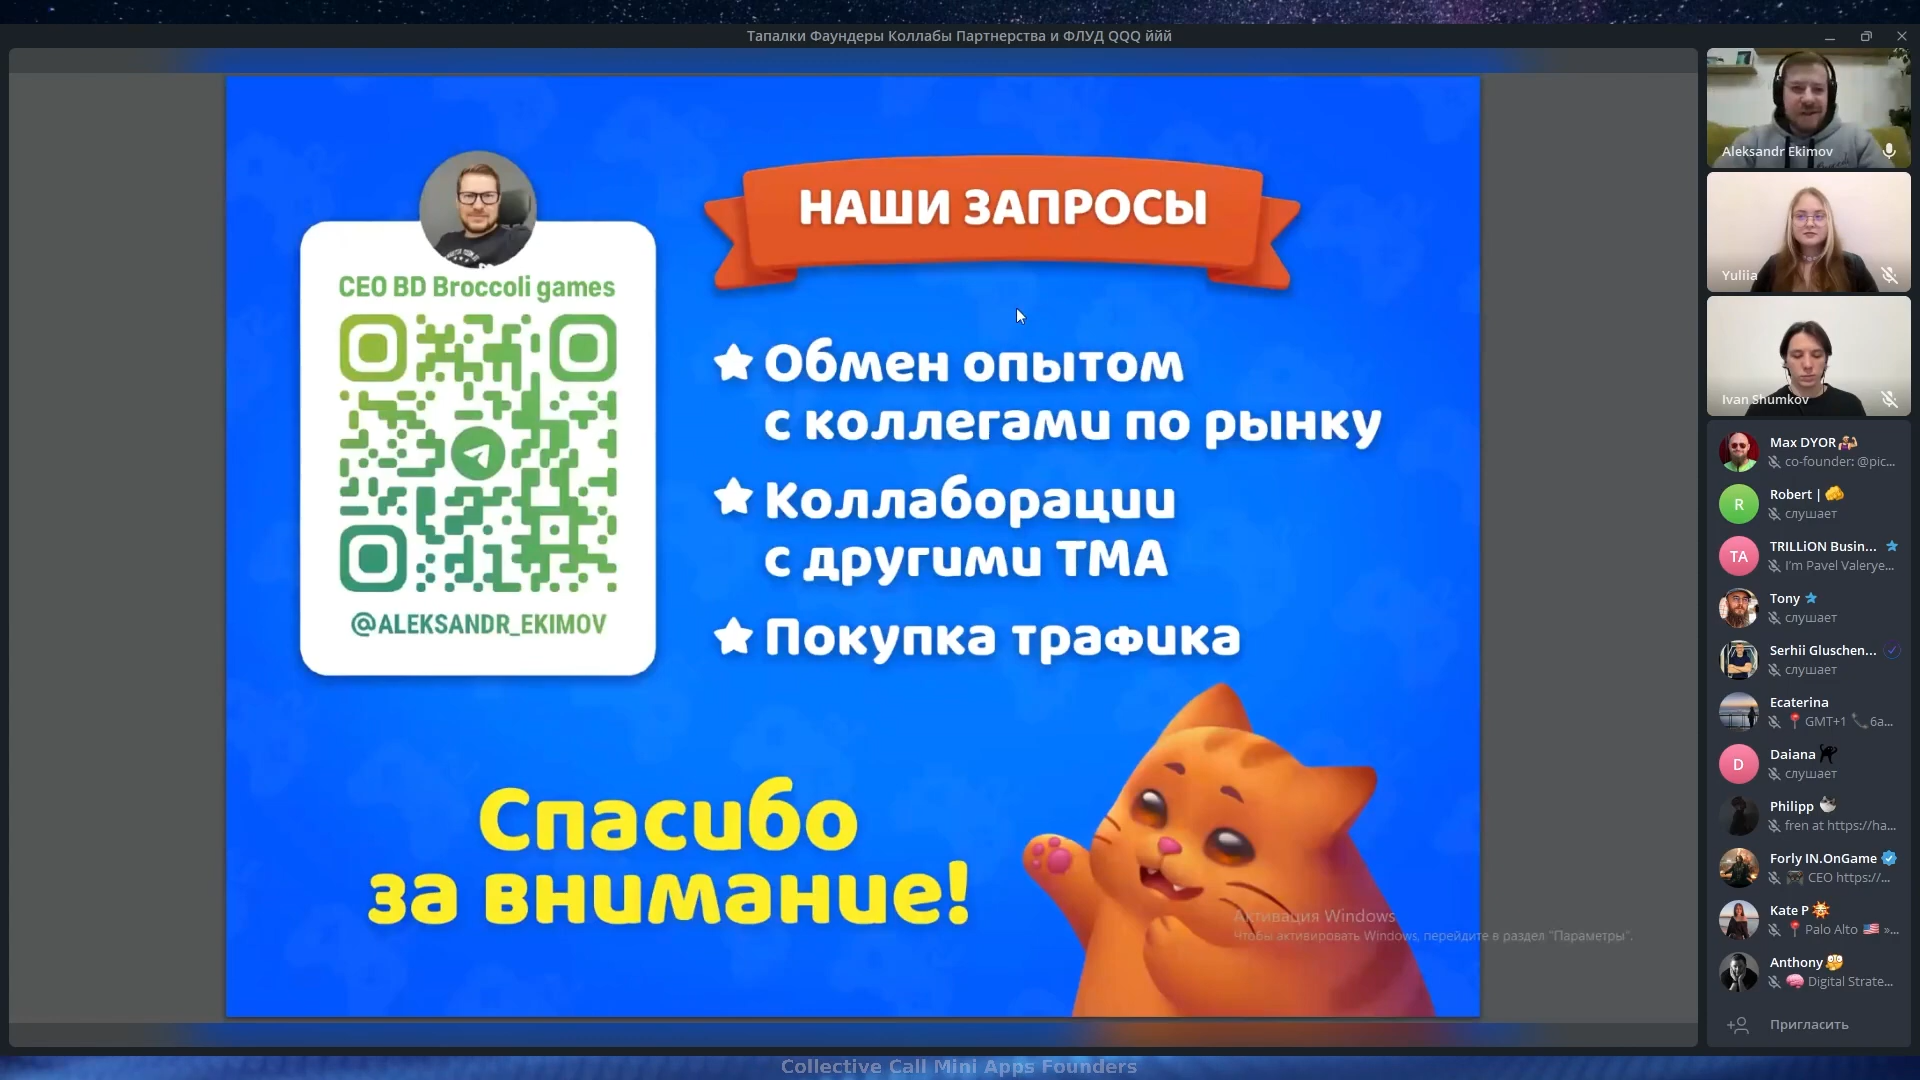 Тапалки Фаундеры Коллабы Партнерства и ФЛУД QQQ ййй
CEO BD Broccoli games
@ALEKSANDR_EKIMOV
НАШИ ЗАПРОСЫ
Обмен опытом
с коллегами по рынку
Коллаборации
с другими ТМА
Покупка трафика
Спасибо
за внимание!
Активация Windows
Чтобы активировать Windows, перейдите в раздел "Параметры".
Aleksandr Ekimov
Yuliia
Ivan Shumkov
Max DYOR
co-founder: @pic...
R
Robert |
слушает
TA
TRILLiON Busin...
I'm Pavel Valerye...
Tony
слушает
Serhii Gluschen...
слушает
Ecaterina
GMT+1 6a...
D
Daiana
слушает
Philipp
fren at https://ha...
Forly IN.OnGame
CEO https://...
Kate P
Palo Alto »...
Anthony
Digital Strate...
Пригласить
Collective Call Mini Apps Founders